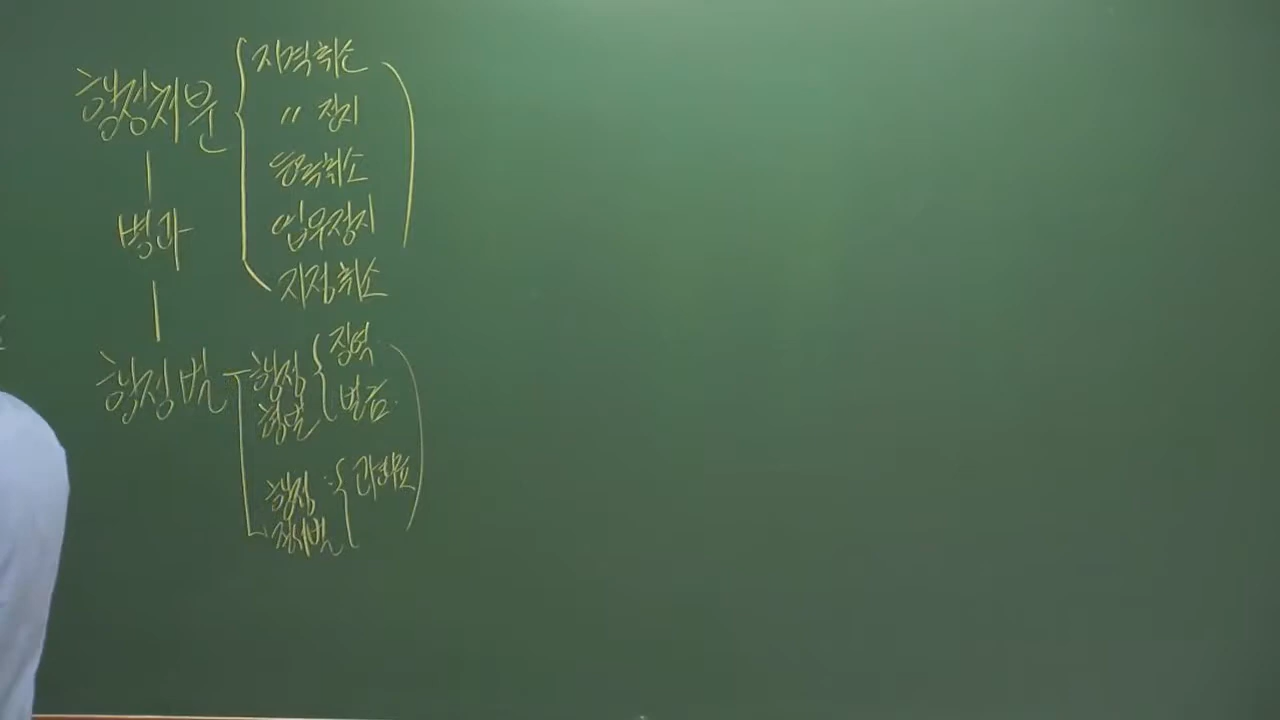 행정처분
자격취소
〃 정지
등록취소
업무정지
지정취소
병과
행정벌
행정
형벌
징역
벌금
행정
질서벌
과태료